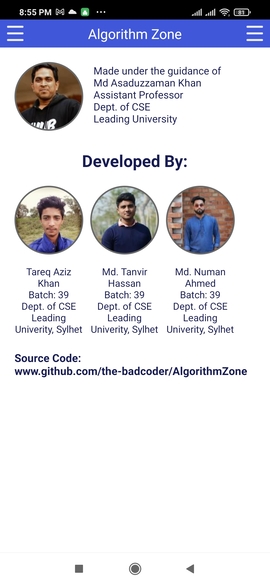 8:55 PM
81
Algorithm Zone
Made under the guidance of
Md Asaduzzaman Khan
Assistant Professor
Dept. of CSE
Leading University
Developed By:
Tareq Aziz
Khan
Batch: 39
Dept. of CSE
Leading
Univerity, Sylhet
Md. Tanvir
Hassan
Batch: 39
Dept. of CSE
Leading
Univerity, Sylhet
Md. Numan
Ahmed
Batch: 39
Dept. of CSE
Leading
Univerity, Sylhet
Source Code:
www.github.com/the-badcoder/AlgorithmZone